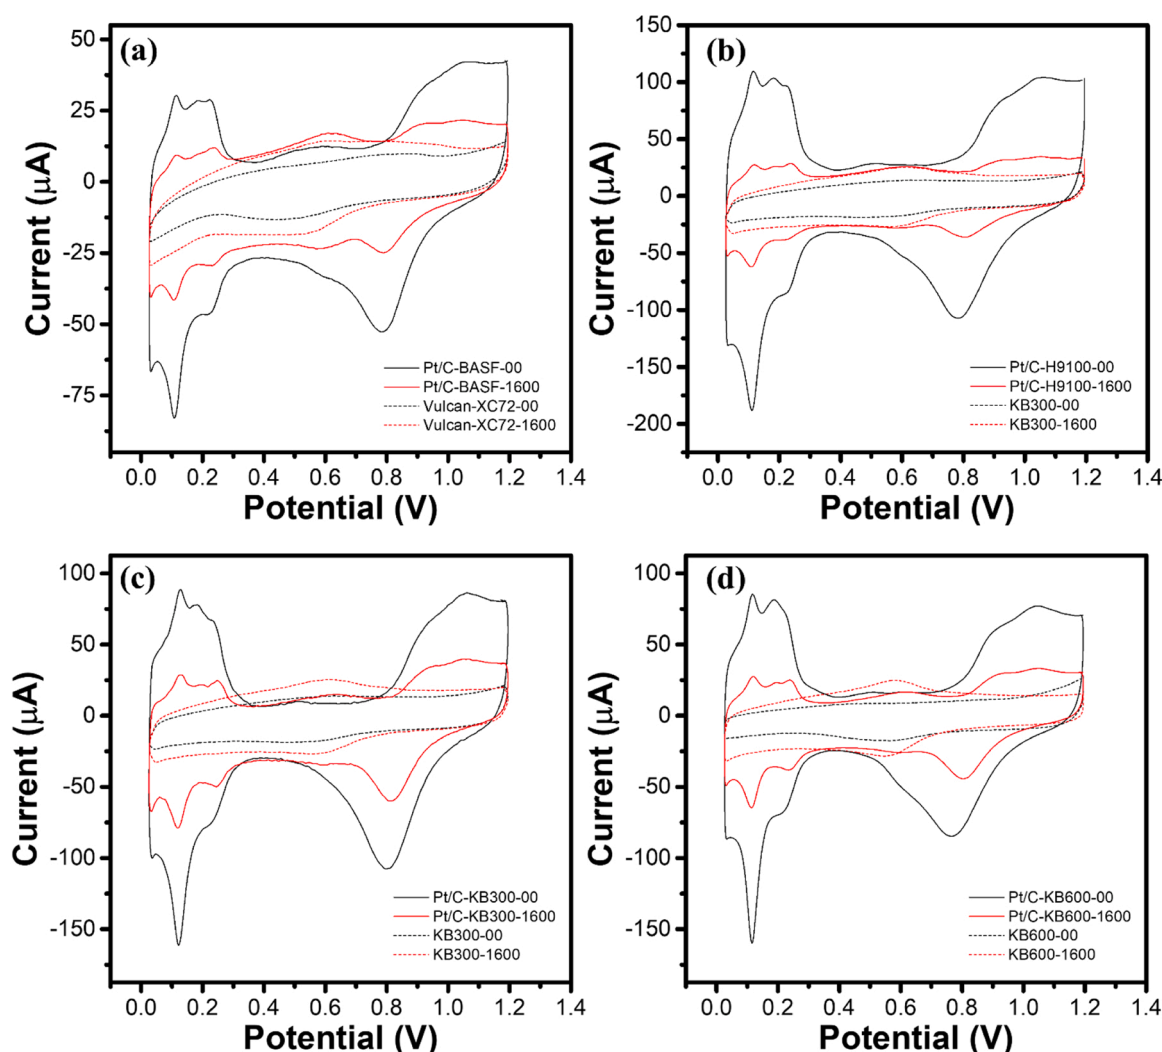 (a)
50
25
0
-25
-50
-75
Current (μA)
0.0 0.2 0.4 0.6 0.8 1.0 1.2 1.4
Potential (V)
Pt/C-BASF-00
Pt/C-BASF-1600
Vulcan-XC72-00
Vulcan-XC72-1600
(b)
150
100
50
0
-50
-100
-150
-200
Current (μA)
0.0 0.2 0.4 0.6 0.8 1.0 1.2 1.4
Potential (V)
Pt/C-H9100-00
Pt/C-H9100-1600
KB300-00
KB300-1600
(c)
100
50
0
-50
-100
-150
Current (μA)
0.0 0.2 0.4 0.6 0.8 1.0 1.2 1.4
Potential (V)
Pt/C-KB300-00
Pt/C-KB300-1600
KB300-00
KB300-1600
(d)
100
50
0
-50
-100
-150
Current (μA)
0.0 0.2 0.4 0.6 0.8 1.0 1.2 1.4
Potential (V)
Pt/C-KB600-00
Pt/C-KB600-1600
KB600-00
KB600-1600